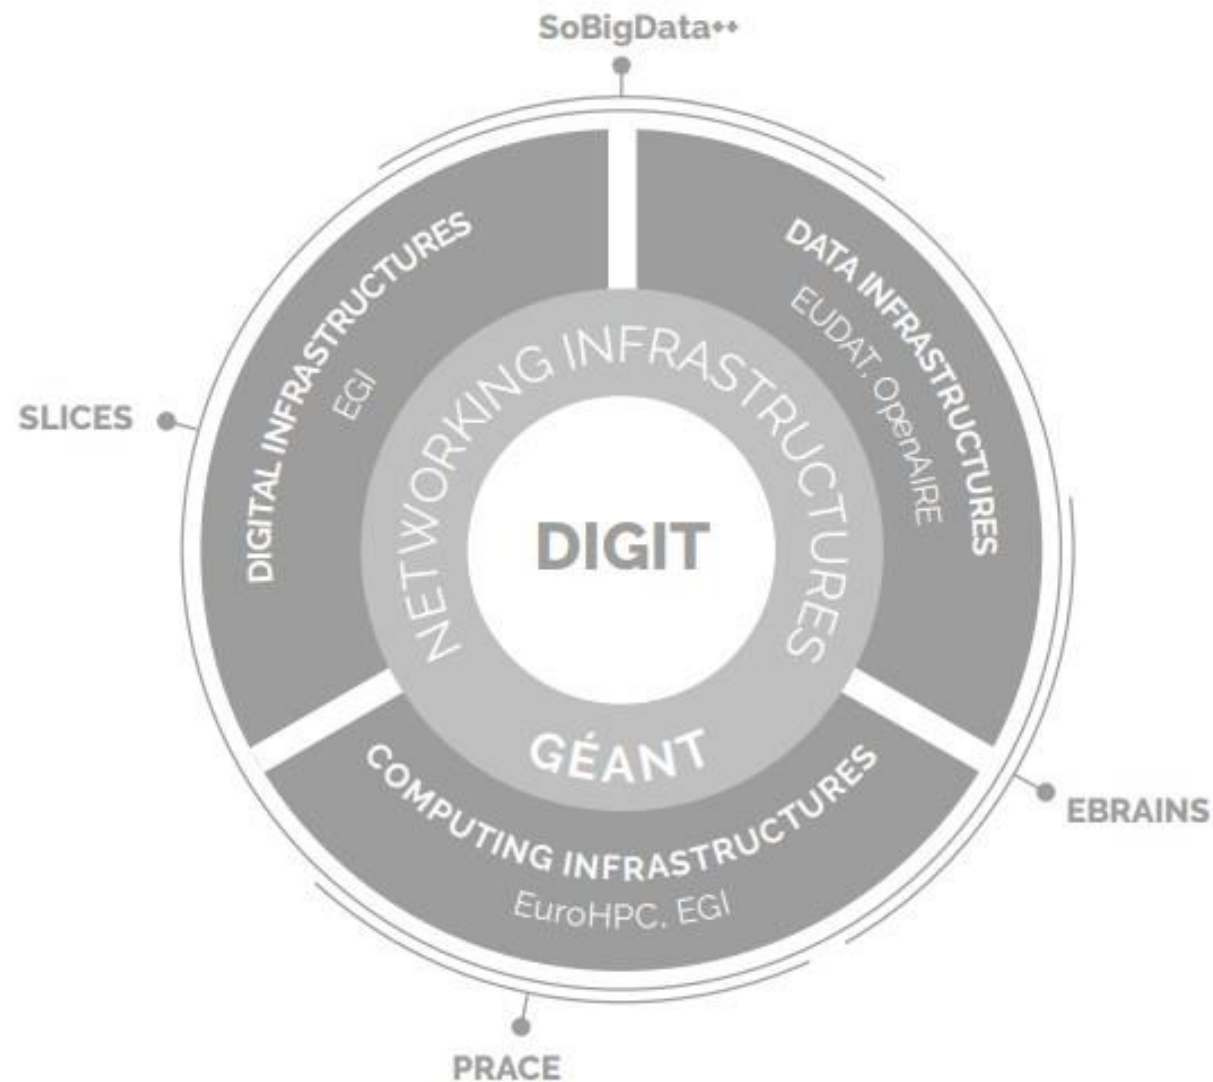 SoBigData++
DIGITAL INFRASTRUCTURES
EGI
DATA INFRASTRUCTURES
EUDAT, OpenAIRE
NETWORKING INFRASTRUCTURES
SLICES
DIGIT
GÉANT
COMPUTING INFRASTRUCTURES
EuroHPC, EGI
EBRAINS
PRACE